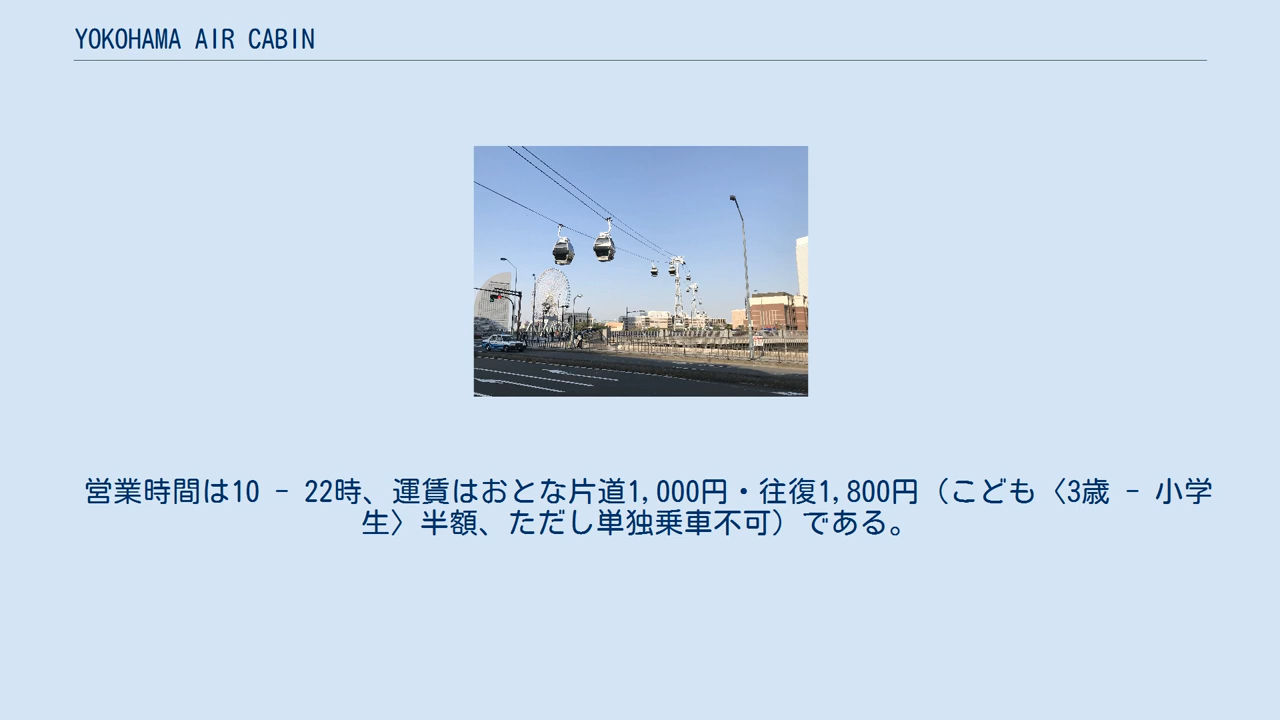 YOKOHAMA AIR CABIN
営業時間は10 - 22時、運賃はおとな片道1,000円・往復1,800円（こども〈3歳 - 小学
生〉半額、ただし単独乗車不可）である。